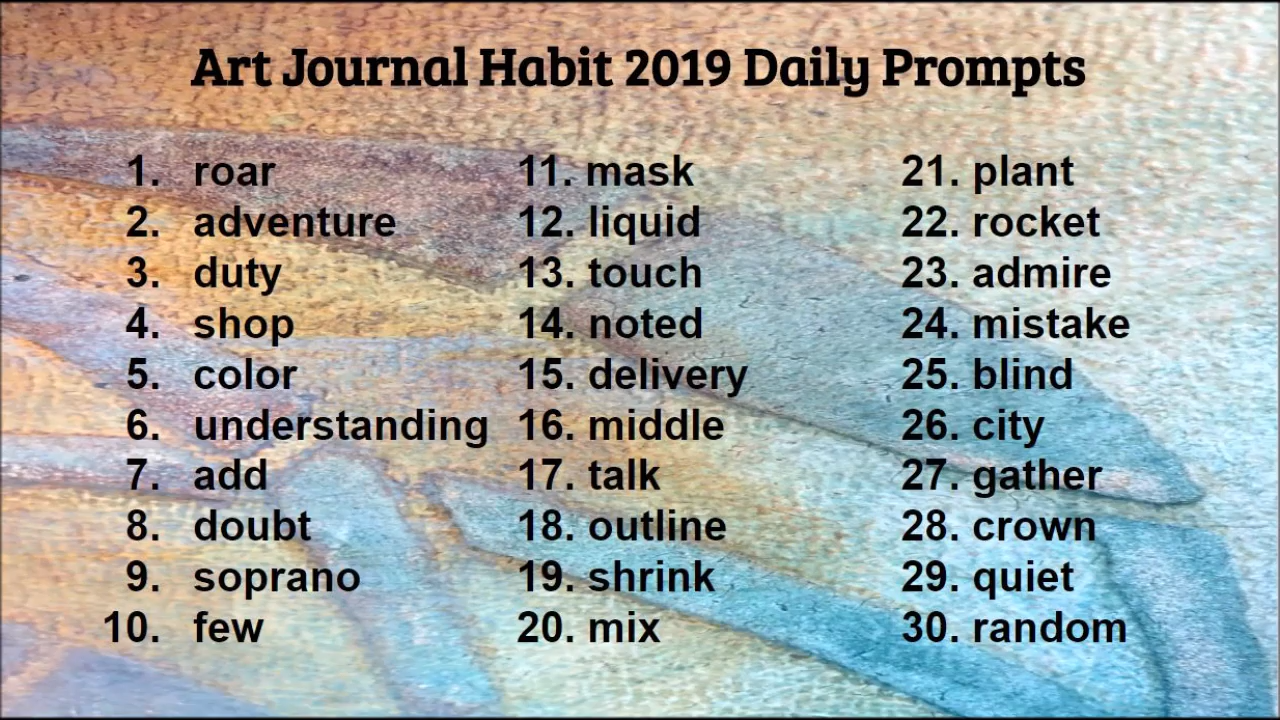 Art Journal Habit 2019 Daily Prompts
1. roar
2. adventure
3. duty
4. shop
5. color
6. understanding
7. add
8. doubt
9. soprano
10. few
11. mask
12. liquid
13. touch
14. noted
15. delivery
16. middle
17. talk
18. outline
19. shrink
20. mix
21. plant
22. rocket
23. admire
24. mistake
25. blind
26. city
27. gather
28. crown
29. quiet
30. random